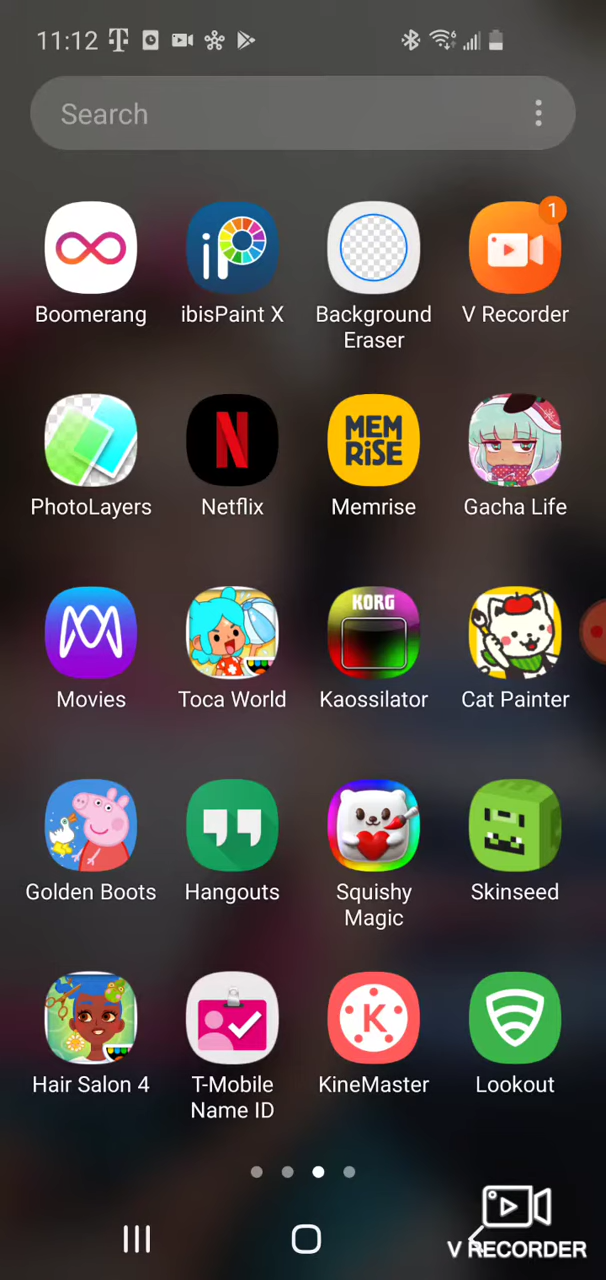 11:12
Search
1
Boomerang
ibisPaint X
Background
Eraser
V Recorder
MEM
RiSE
PhotoLayers
Netflix
Memrise
Gacha Life
KORG
Movies
Toca World
Kaossilator
Cat Painter
Golden Boots
Hangouts
Squishy
Magic
Skinseed
K
Hair Salon 4
T-Mobile
Name ID
KineMaster
Lookout
V RECORDER